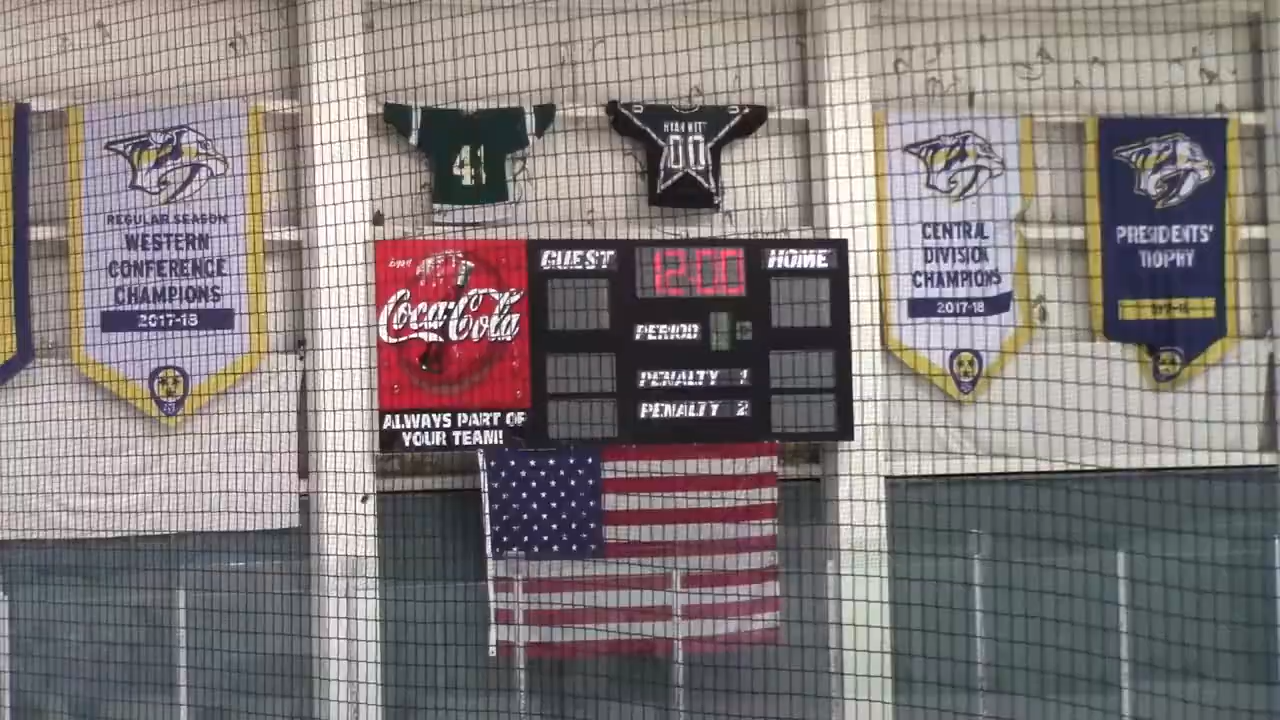 REGULAR SEASON
WESTERN
CONFERENCE
CHAMPIONS
2017-18
41
00
Enjoy
Coca-Cola
ALWAYS PART OF
YOUR TEAM!
GUEST
12:00
HOME
PERIOD
PENALTY 1
PENALTY 2
CENTRAL
DIVISION
CHAMPIONS
2017-18
PRESIDENTS'
TROPHY